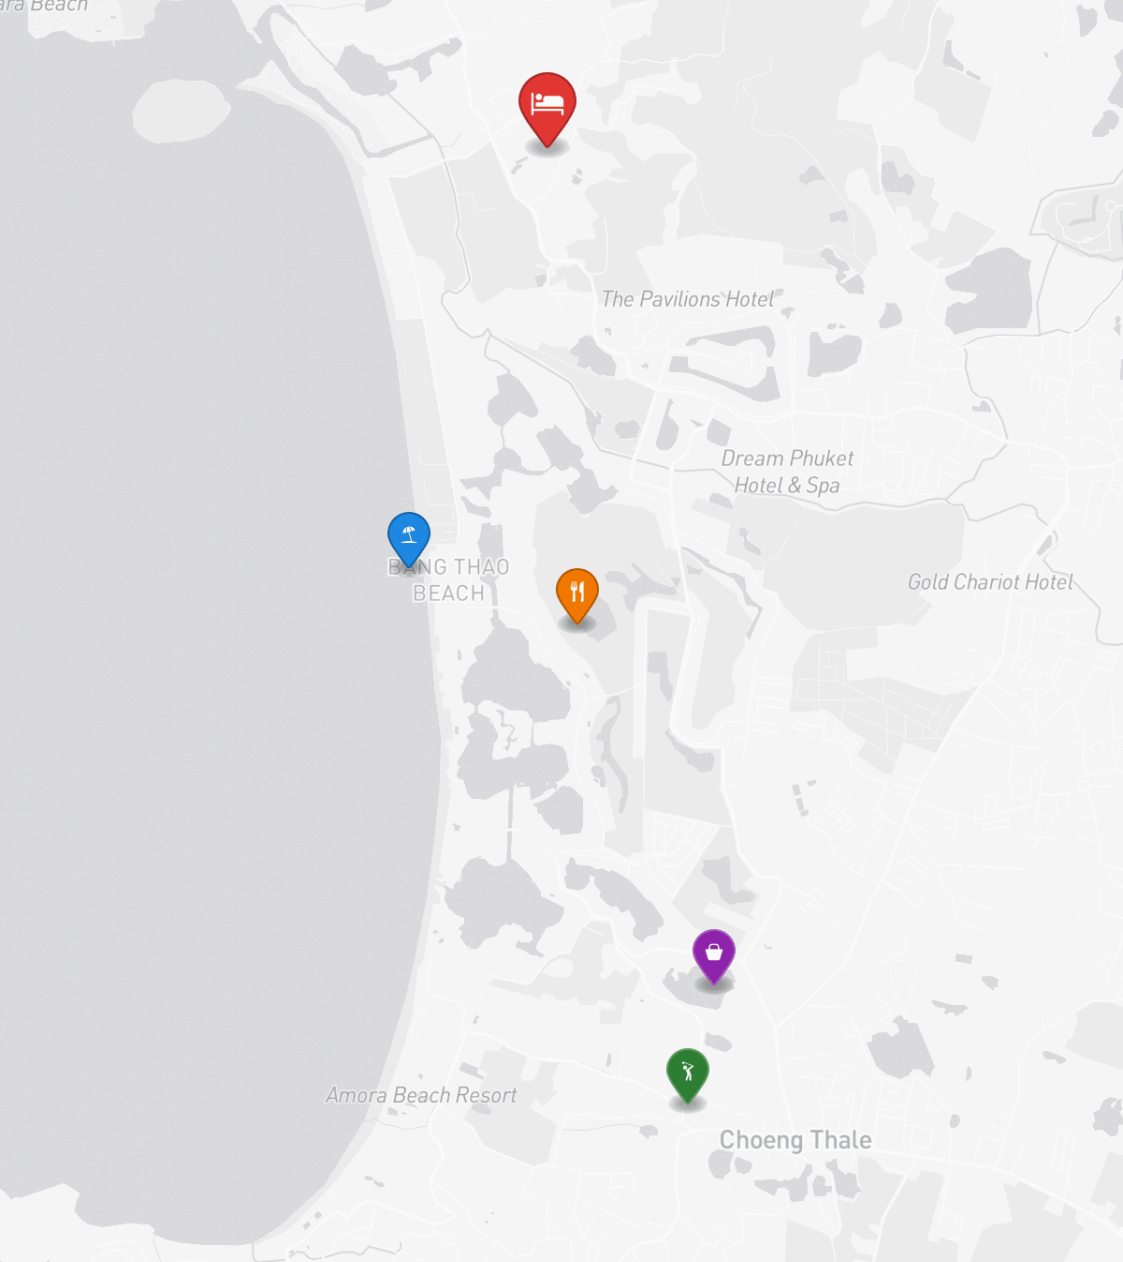 ara Beach
The Pavilions Hotel
Dream Phuket
Hotel & Spa
BANG THAO
BEACH
Gold Chariot Hotel
Amora Beach Resort
Choeng Thale